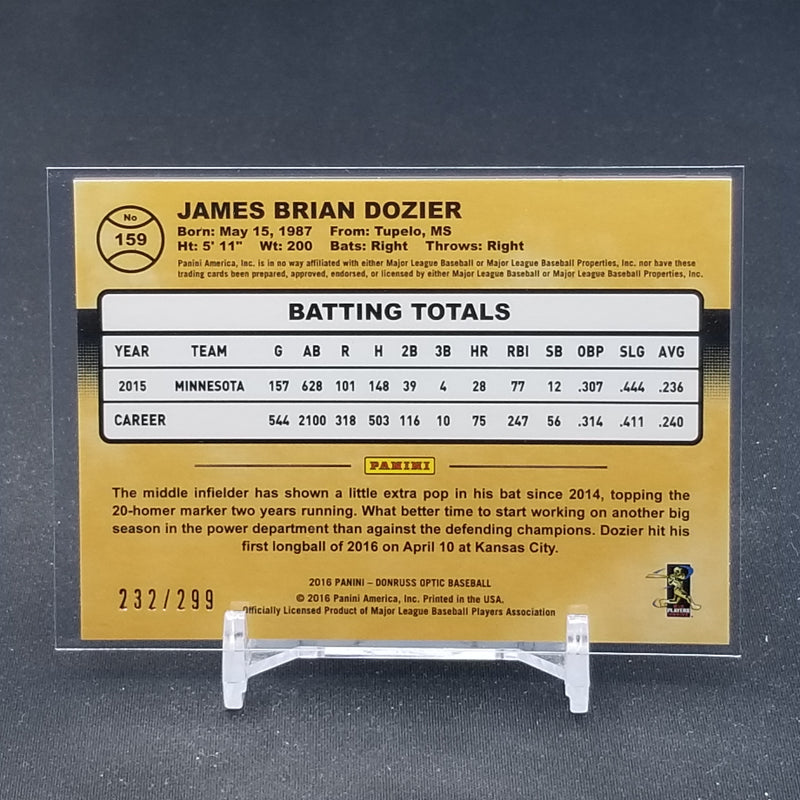 No
159
JAMES BRIAN DOZIER
Born: May 15, 1987 From: Tupelo, MS
Ht: 5' 11" Wt: 200 Bats: Right Throws: Right
Panini America, Inc. is in no way affiliated with either Major League Baseball or Major League Baseball Properties, Inc. nor have these
trading cards been prepared, approved, endorsed, or licensed by either Major League Baseball or Major League Baseball Properties, Inc.
BATTING TOTALS
YEAR TEAM G AB R H 2B 3B HR RBI SB OBP SLG AVG
2015 MINNESOTA 157 628 101 148 39 4 28 77 12 .307 .444 .236
CAREER 544 2100 318 503 116 10 75 247 56 .314 .411 .240
PANINI
The middle infielder has shown a little extra pop in his bat since 2014, topping the
20-homer marker two years running. What better time to start working on another big
season in the power department than against the defending champions. Dozier hit his
first longball of 2016 on April 10 at Kansas City.
232/299
2016 PANINI – DONRUSS OPTIC BASEBALL
© 2016 Panini America, Inc. Printed in the USA.
Officially Licensed Product of Major League Baseball Players Association
PLAYERS